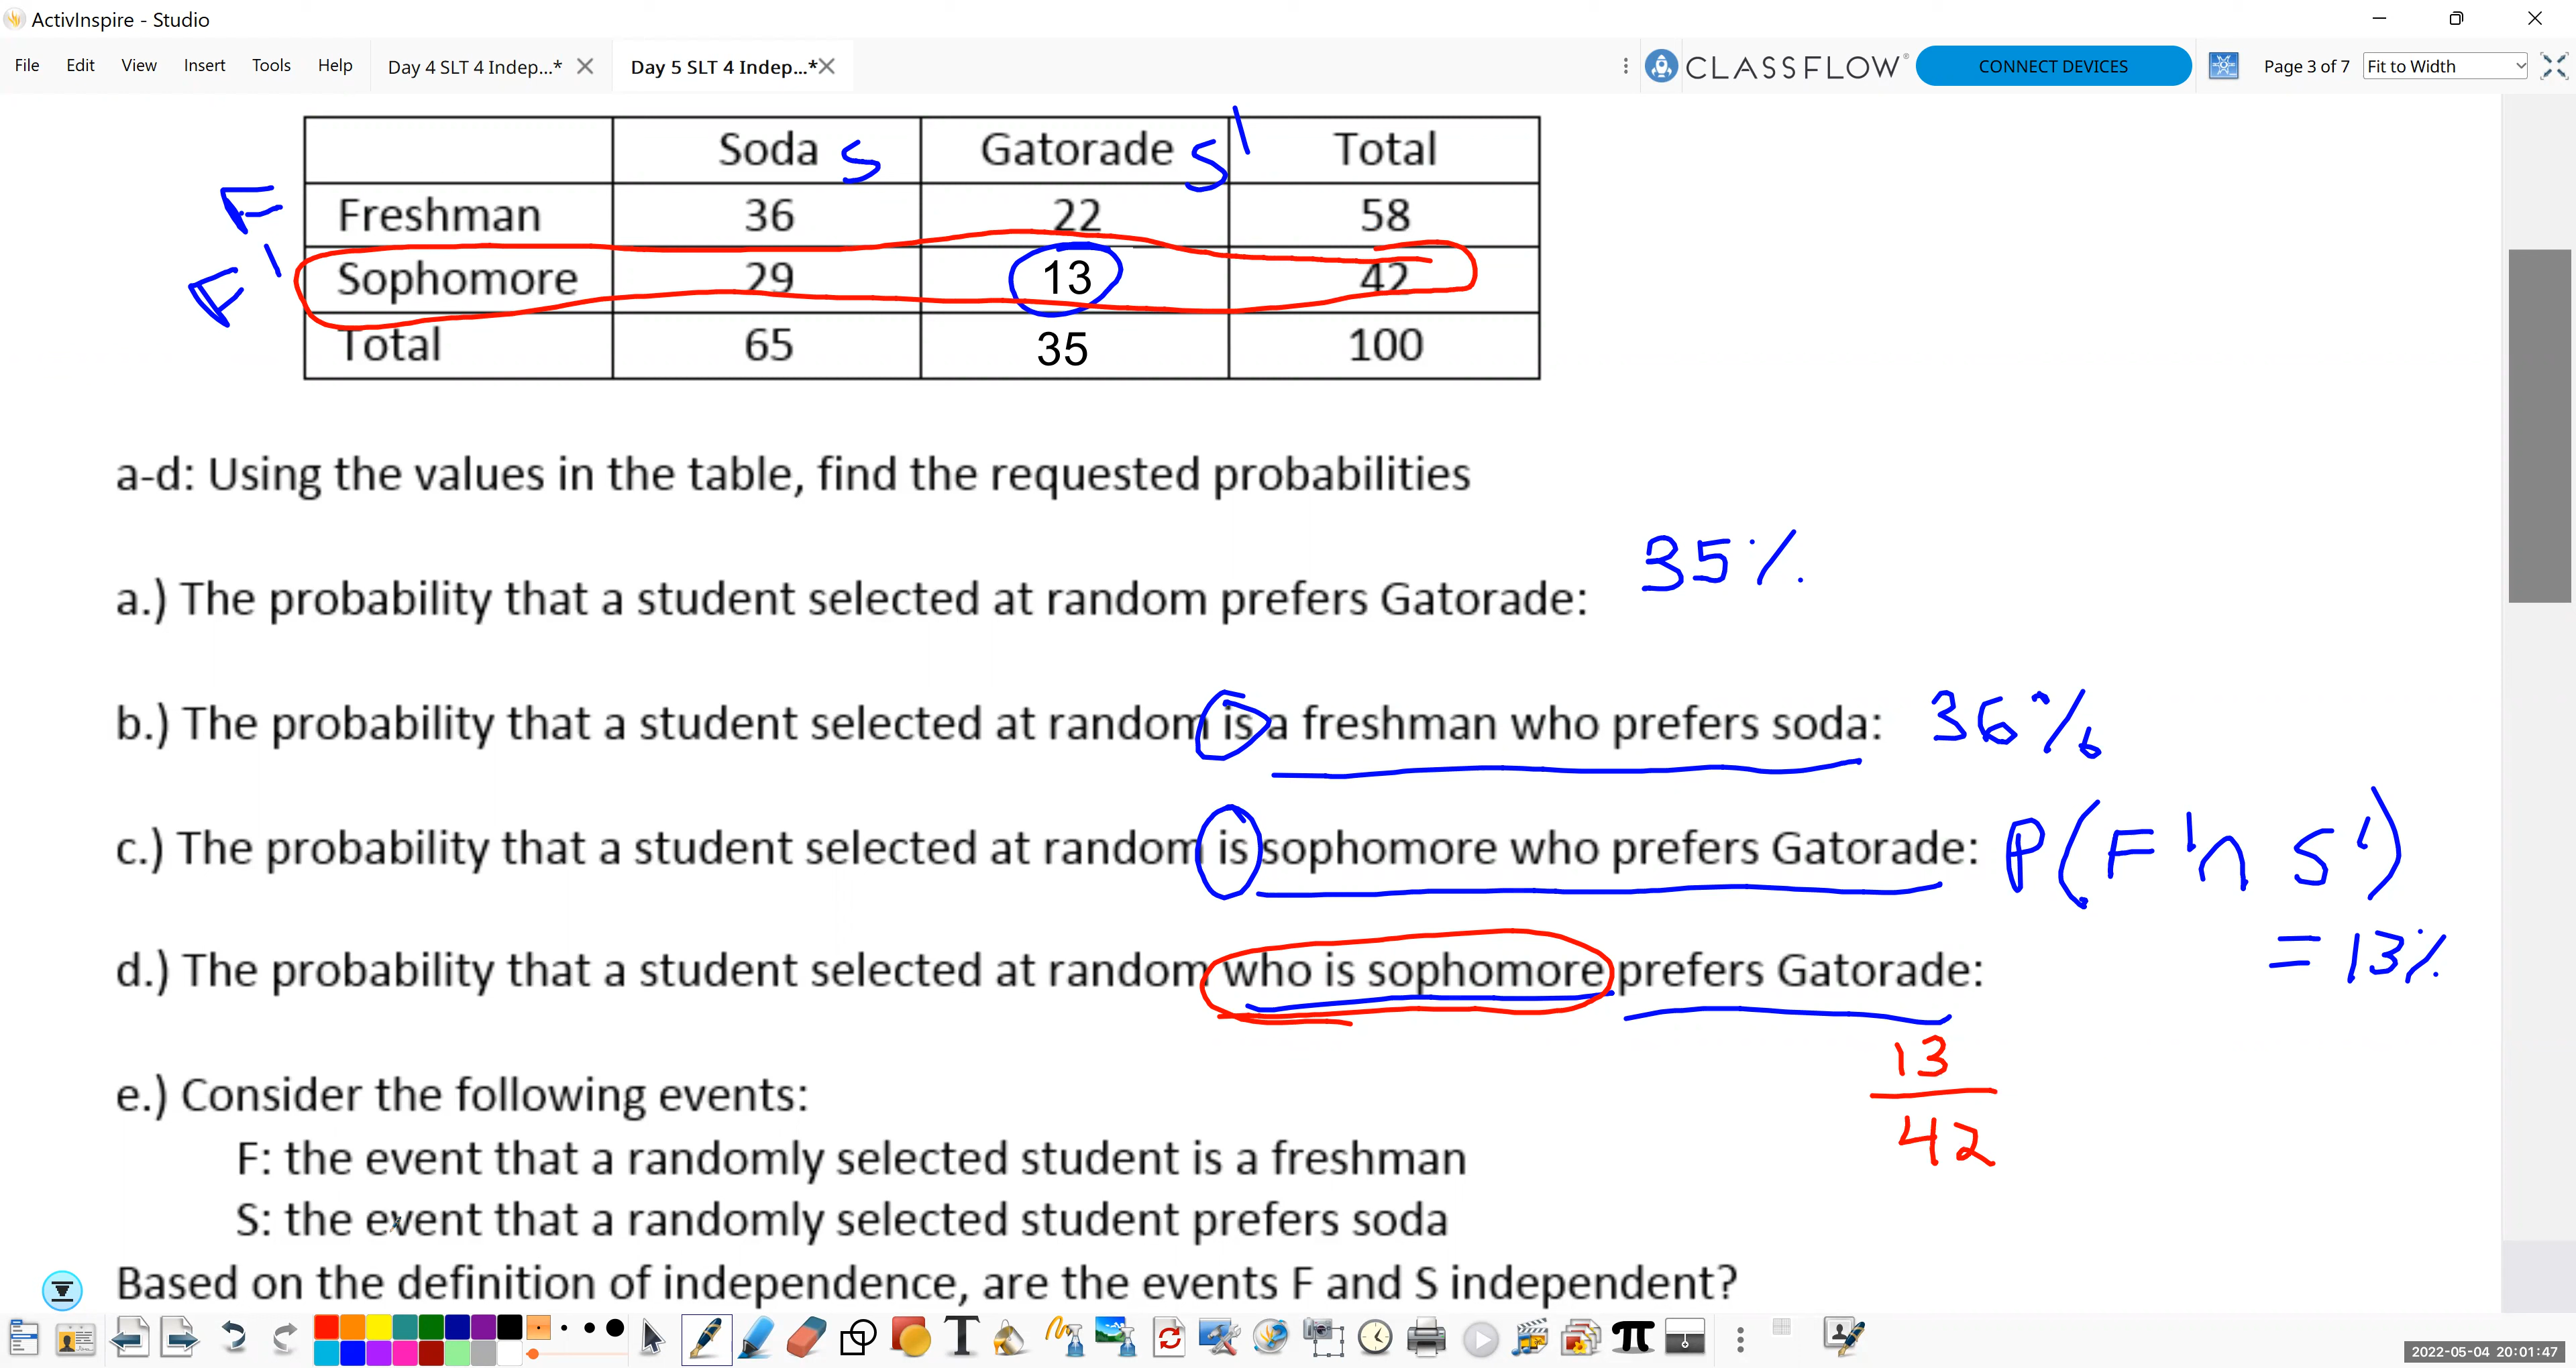 ActivInspire - Studio
File Edit View Insert Tools Help Day 4 SLT 4 Indep...* Day 5 SLT 4 Indep...* CLASSFLOW® CONNECT DEVICES Page 3 of 7 Fit to Width
Soda S Gatorade S' Total
F Freshman 36 22 58
F' Sophomore 29 13 42
Total 65 35 100
a-d: Using the values in the table, find the requested probabilities
a.) The probability that a student selected at random prefers Gatorade: 35%
b.) The probability that a student selected at random is a freshman who prefers soda: 36%
c.) The probability that a student selected at random is sophomore who prefers Gatorade: P(F'∩S')
= 13%
d.) The probability that a student selected at random who is sophomore prefers Gatorade:
13
42
e.) Consider the following events:
F: the event that a randomly selected student is a freshman
S: the event that a randomly selected student prefers soda
Based on the definition of independence, are the events F and S independent?
T π
2022-05-04 20:01:47